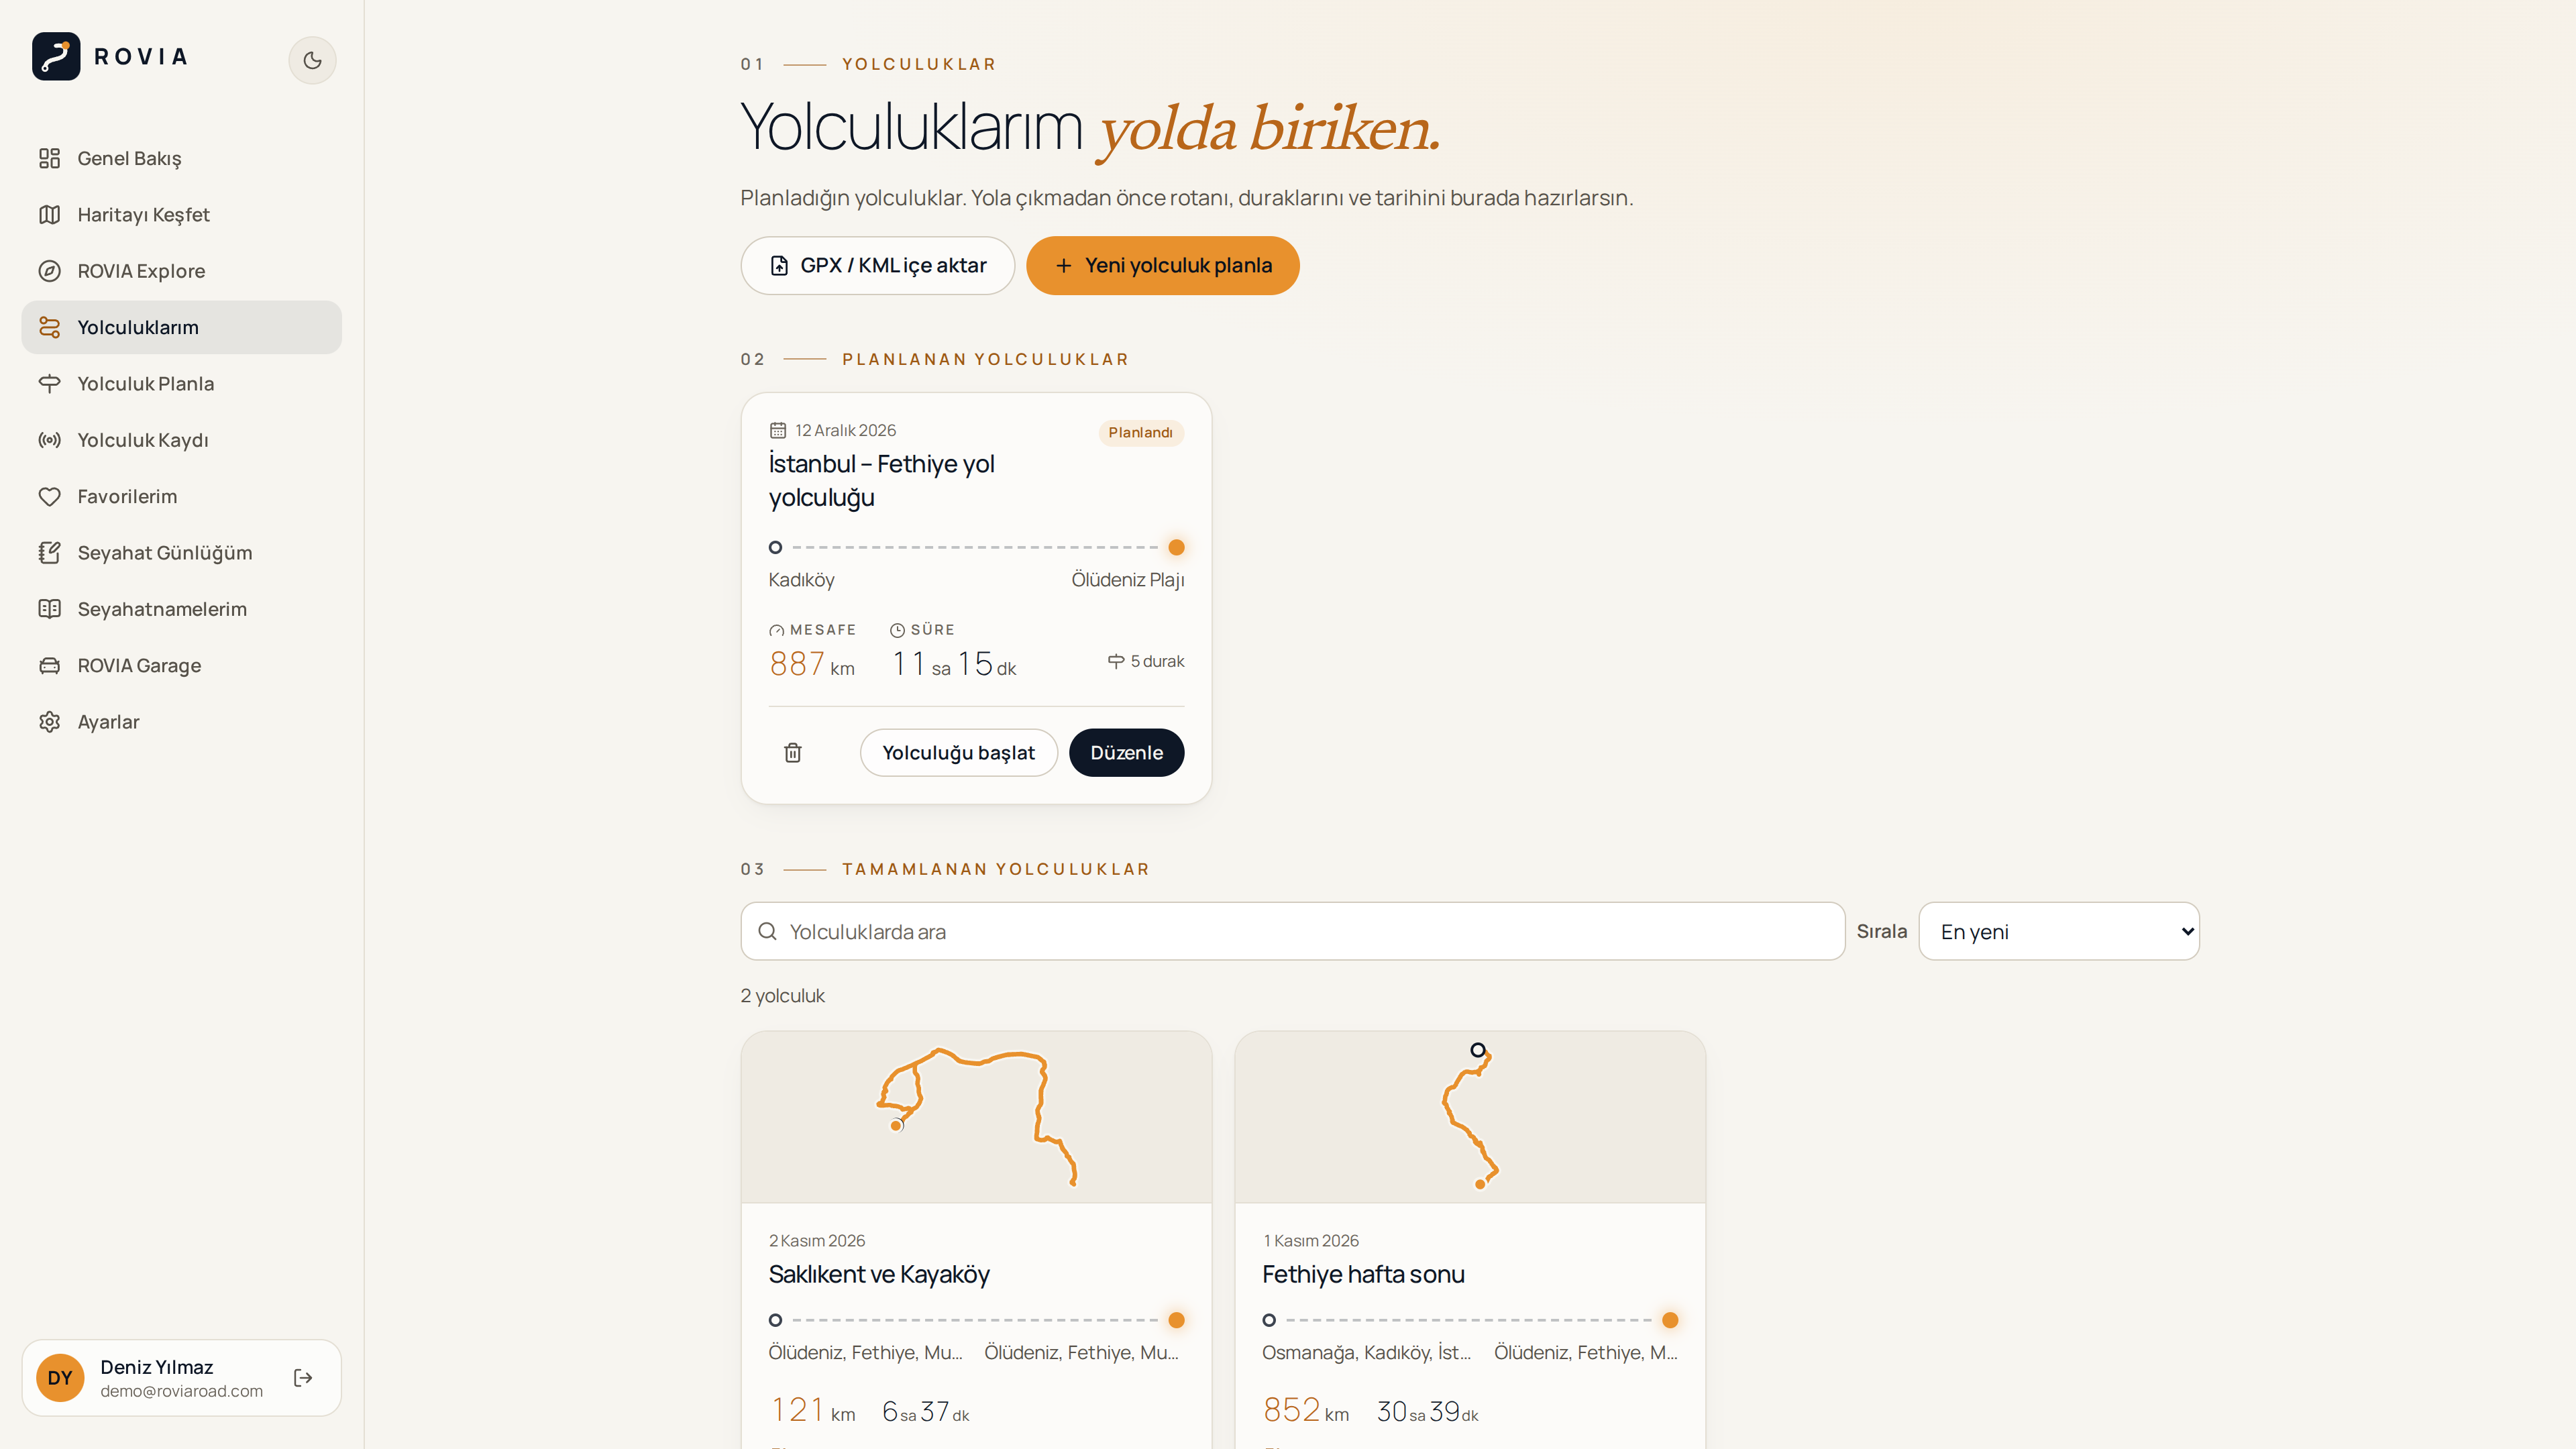 ROVIA
Genel Bakış
Haritayı Keşfet
ROVIA Explore
Yolculuklarım
Yolculuk Planla
Yolculuk Kaydı
Favorilerim
Seyahat Günlüğüm
Seyahatnamelerim
ROVIA Garage
Ayarlar
DY
Deniz Yılmaz
demo@roviaroad.com
01 YOLCULUKLAR
Yolculuklarım yolda biriken.
Planladığın yolculuklar. Yola çıkmadan önce rotanı, duraklarını ve tarihini burada hazırlarsın.
GPX / KML içe aktar
Yeni yolculuk planla
02 PLANLANAN YOLCULUKLAR
12 Aralık 2026
Planlandı
İstanbul – Fethiye yol
yolculuğu
Kadıköy
Ölüdeniz Plajı
MESAFE
SÜRE
887 km
11 sa 15 dk
5 durak
Yolculuğu başlat
Düzenle
03 TAMAMLANAN YOLCULUKLAR
Yolculuklarda ara
Sırala
En yeni
2 yolculuk
2 Kasım 2026
Saklıkent ve Kayaköy
Ölüdeniz, Fethiye, Mu...
Ölüdeniz, Fethiye, Mu...
121 km
6 sa 37 dk
1 Kasım 2026
Fethiye hafta sonu
Osmanağa, Kadıköy, İst...
Ölüdeniz, Fethiye, M...
852 km
30 sa 39 dk